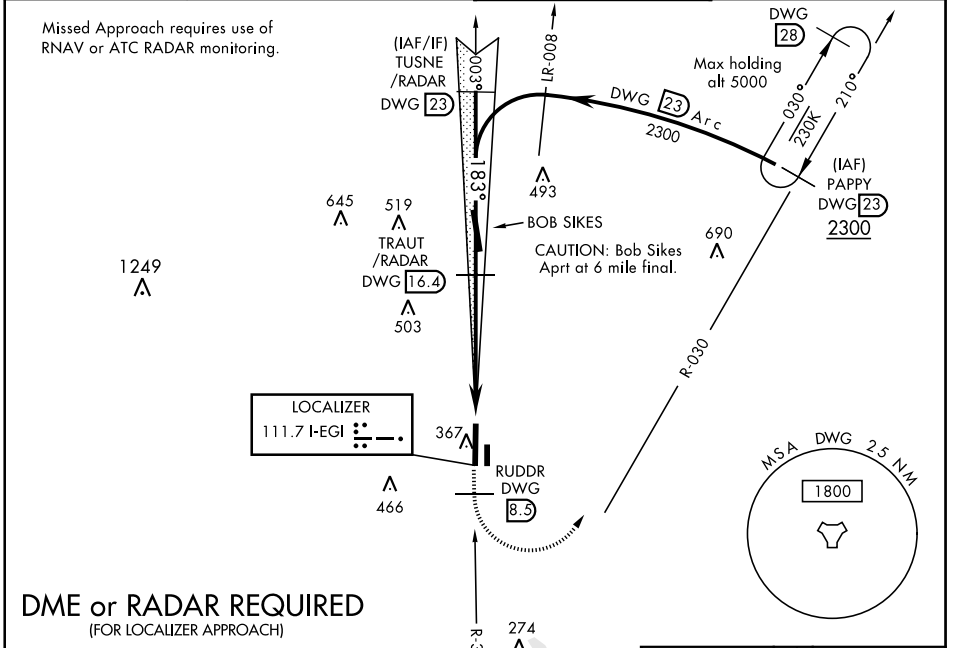 Missed Approach requires use of
RNAV or ATC RADAR monitoring.
(IAF/IF)
TUSNE
/RADAR
DWG 23
003°
183°
LR-008
DWG 23 Arc
2300
Max holding
alt 5000
DWG
28
030°
230K
210°
(IAF)
PAPPY
DWG 23
2300
493
645
519
TRAUT
/RADAR
DWG 16.4
503
BOB SIKES
CAUTION: Bob Sikes
Aprt at 6 mile final.
690
1249
R-030
LOCALIZER
111.7 I-EGI
367
466
RUDDR
DWG
8.5
MSA DWG 25 NM
1800
DME or RADAR REQUIRED
(FOR LOCALIZER APPROACH)
274